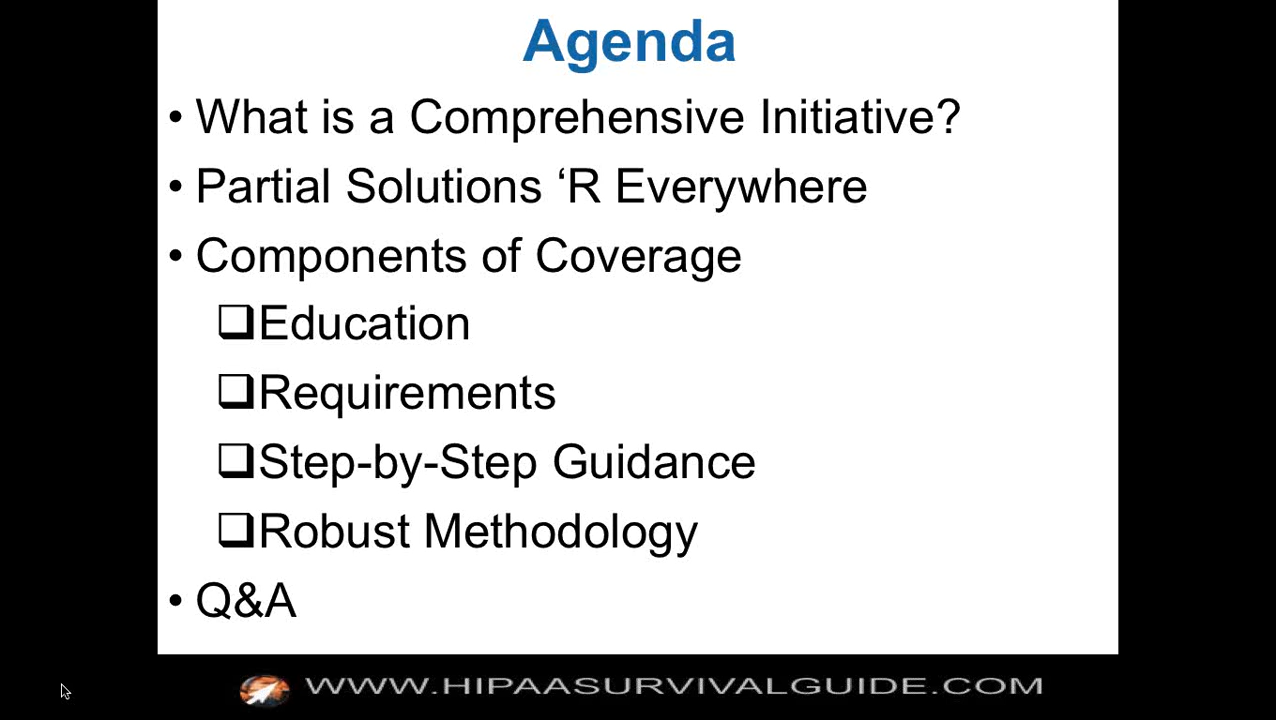 Agenda
• What is a Comprehensive Initiative?
• Partial Solutions ‘R Everywhere
• Components of Coverage
❑Education
❑Requirements
❑Step-by-Step Guidance
❑Robust Methodology
• Q&A
WWW.HIPAASURVIVALGUIDE.COM